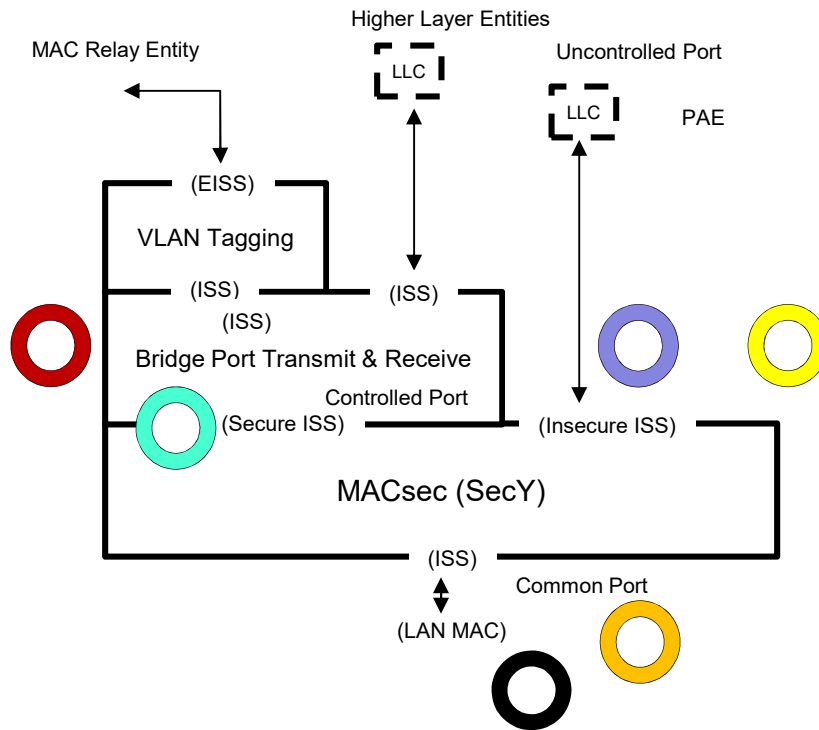 Higher Layer Entities
MAC Relay Entity
Uncontrolled Port
LLC
LLC
PAE
(EISS)
VLAN Tagging
(ISS)
(ISS)
(ISS)
Bridge Port Transmit & Receive
Controlled Port
(Secure ISS)
(Insecure ISS)
MACsec (SecY)
(ISS)
Common Port
(LAN MAC)